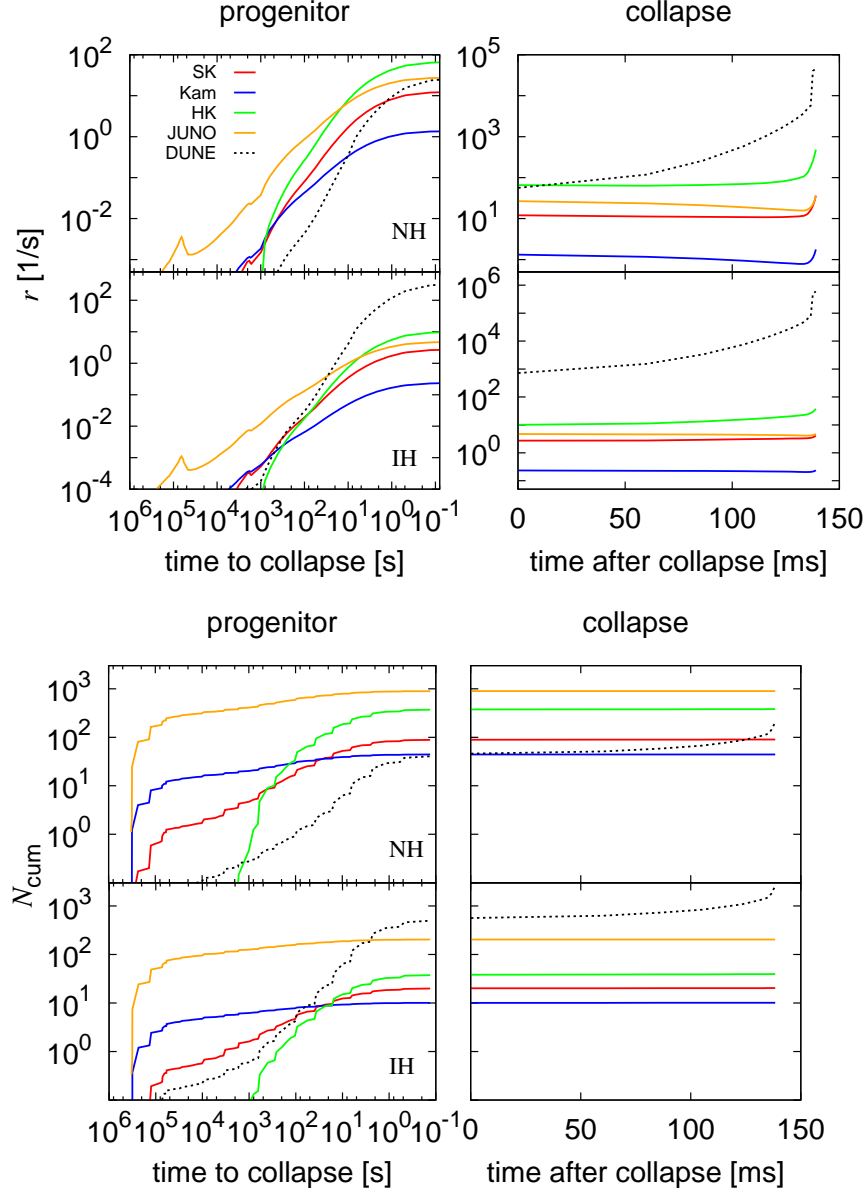 progenitor collapse
10² 10⁵
SK
Kam
HK
JUNO
DUNE
10⁰ 10³
10⁻² 10¹
NH
r [1/s]
10² 10⁶
10⁰ 10⁴
10⁻² 10²
10⁻⁴ 10⁰
IH
10⁶ 10⁵ 10⁴ 10³ 10² 10¹ 10⁰ 10⁻¹ 0 50 100 150
time to collapse [s] time after collapse [ms]
progenitor collapse
10³
10²
10¹
10⁰
NH
N_cum
10³
10²
10¹
10⁰
IH
10⁶ 10⁵ 10⁴ 10³ 10² 10¹ 10⁰ 10⁻¹ 0 50 100 150
time to collapse [s] time after collapse [ms]